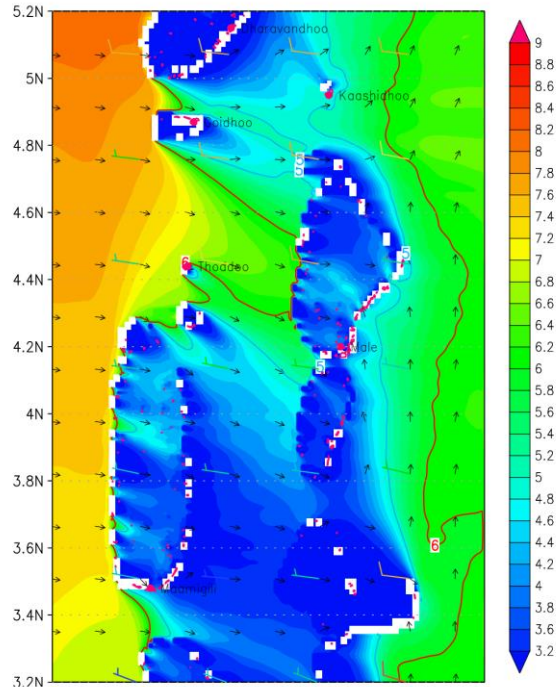 5.2N
Dharavandhoo
5N
Kaashidhoo
4.8N
Goidhoo
5
5
4.6N
6
Thoddoo
5
4.4N
4.2N
Male
5
4N
3.8N
3.6N
6
Maamigili
3.4N
3.2N
9
8.8
8.6
8.4
8.2
8
7.8
7.6
7.4
7.2
7
6.8
6.6
6.4
6.2
6
5.8
5.6
5.4
5.2
5
4.8
4.6
4.4
4.2
4
3.8
3.6
3.4
3.2